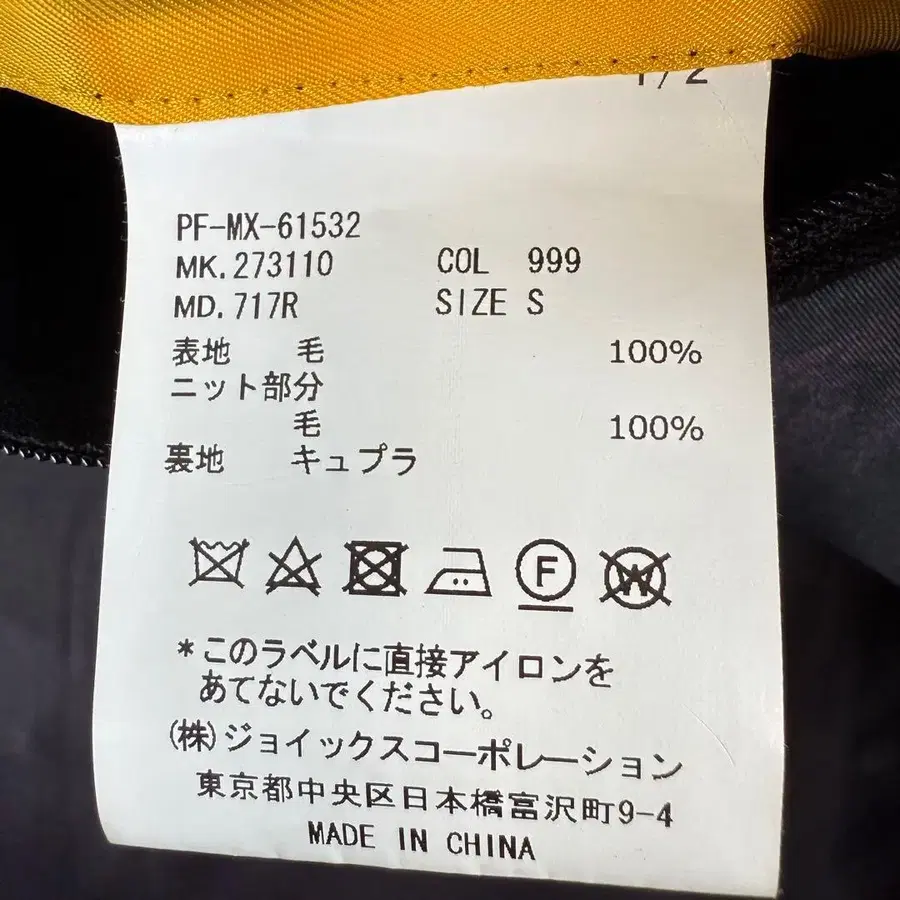 1/2
PF-MX-61532
MK.273110 COL 999
MD.717R SIZE S
表地 毛 100%
ニット部分
毛 100%
裏地 キュプラ
F
W
*このラベルに直接アイロンを
あてないでください。
(株)ジョイックスコーポレーション
東京都中央区日本橋富沢町9-4
MADE IN CHINA